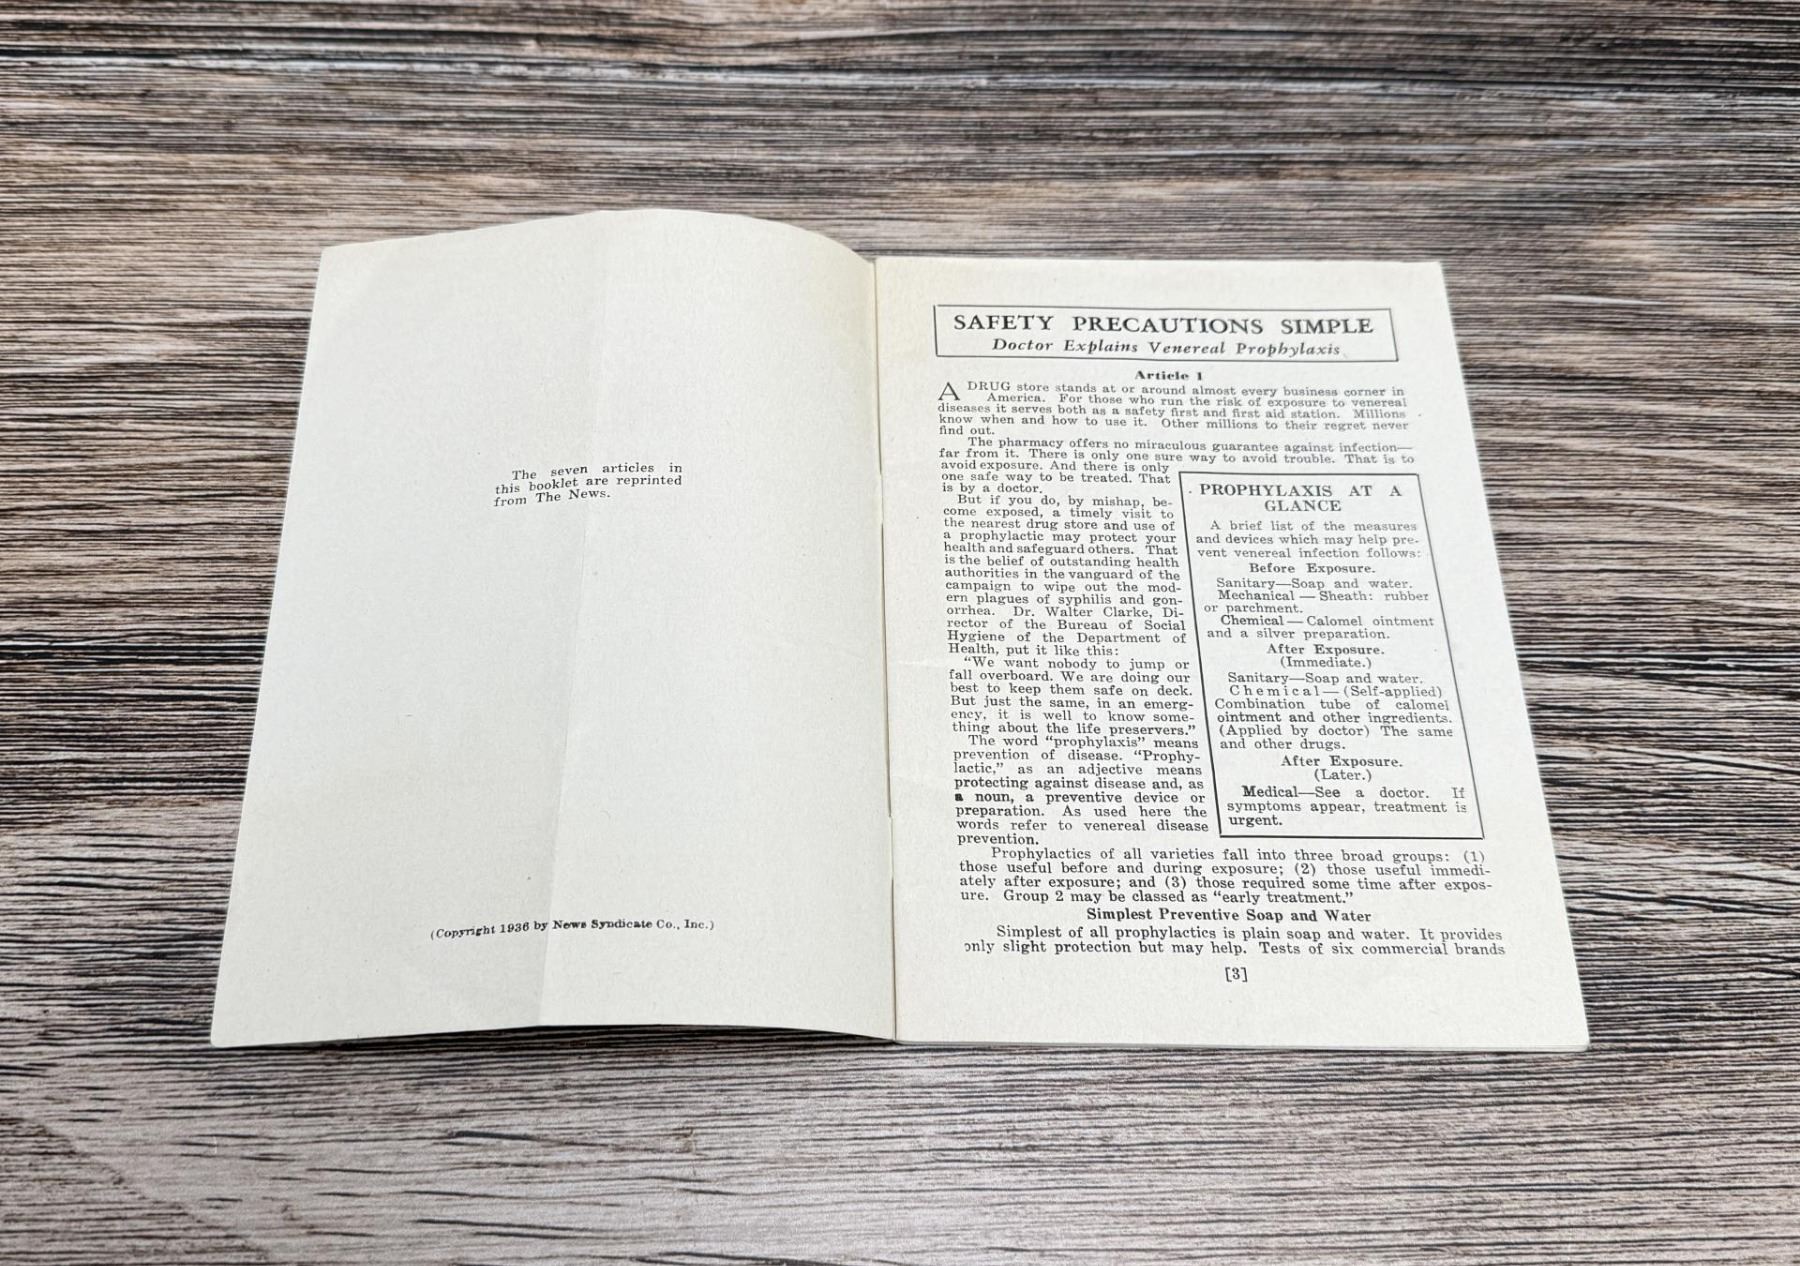 The seven articles in
this booklet are reprinted
from The News.
(Copyright 1936 by News Syndicate Co., Inc.)
SAFETY PRECAUTIONS SIMPLE
Doctor Explains Venereal Prophylaxis
Article 1
A DRUG store stands at or around almost every business corner in
America. For those who run the risk of exposure to venereal
diseases it serves both as a safety first and first aid station. Millions
know when and how to use it. Other millions to their regret never
find out.
The pharmacy offers no miraculous guarantee against infection—
far from it. There is only one sure way to avoid trouble. That is to
avoid exposure. And there is only
one safe way to be treated. That
is by a doctor.
But if you do, by mishap, be-
come exposed, a timely visit to
the nearest drug store and use of
a prophylactic may protect your
health and safeguard others. That
is the belief of outstanding health
authorities in the vanguard of the
campaign to wipe out the mod-
ern plagues of syphilis and gon-
orrhea. Dr. Walter Clarke, Di-
rector of the Bureau of Social
Hygiene of the Department of
Health, put it like this:
"We want nobody to jump or
fall overboard. We are doing our
best to keep them safe on deck.
But just the same, in an emerg-
ency, it is well to know some-
thing about the life preservers."
The word "prophylaxis" means
prevention of disease. "Prophy-
lactic," as an adjective means
protecting against disease and, as
a noun, a preventive device or
preparation. As used here the
words refer to venereal disease
prevention.
PROPHYLAXIS AT A
GLANCE
A brief list of the measures
and devices which may help pre-
vent venereal infection follows:
Before Exposure.
Sanitary—Soap and water.
Mechanical — Sheath: rubber
or parchment.
Chemical — Calomel ointment
and a silver preparation.
After Exposure.
(Immediate.)
Sanitary—Soap and water.
Chemical — (Self-applied)
Combination tube of calomel
ointment and other ingredients.
(Applied by doctor) The same
and other drugs.
After Exposure.
(Later.)
Medical—See a doctor. If
symptoms appear, treatment is
urgent.
Prophylactics of all varieties fall into three broad groups: (1)
those useful before and during exposure; (2) those useful immedi-
ately after exposure; and (3) those required some time after expos-
ure. Group 2 may be classed as "early treatment."
Simplest Preventive Soap and Water
Simplest of all prophylactics is plain soap and water. It provides
only slight protection but may help. Tests of six commercial brands
[3]